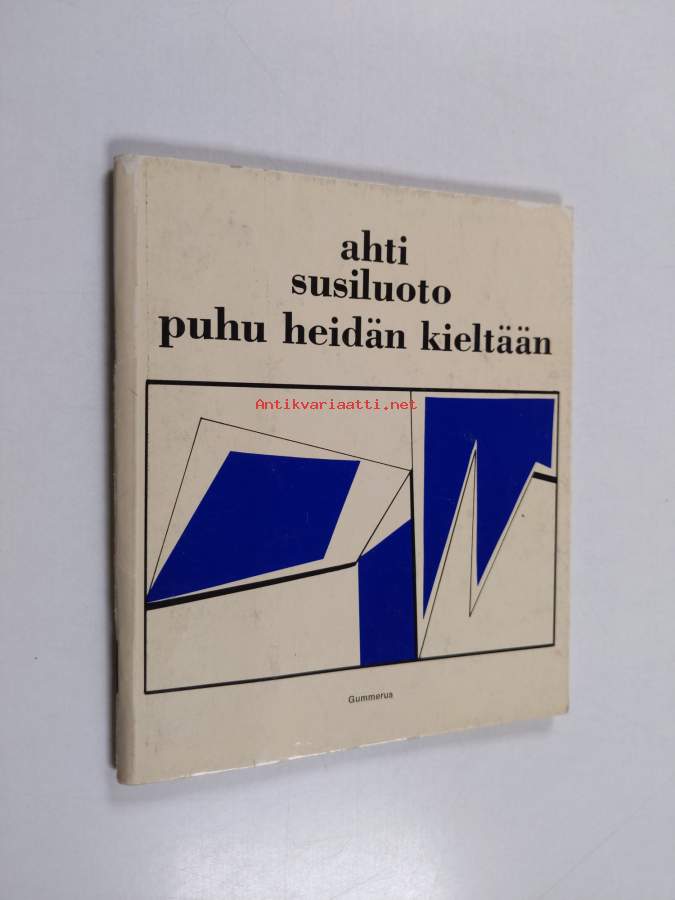 ahti
susiluoto
puhu heidän kieltään
Antikvariaatti.net
Gummerus